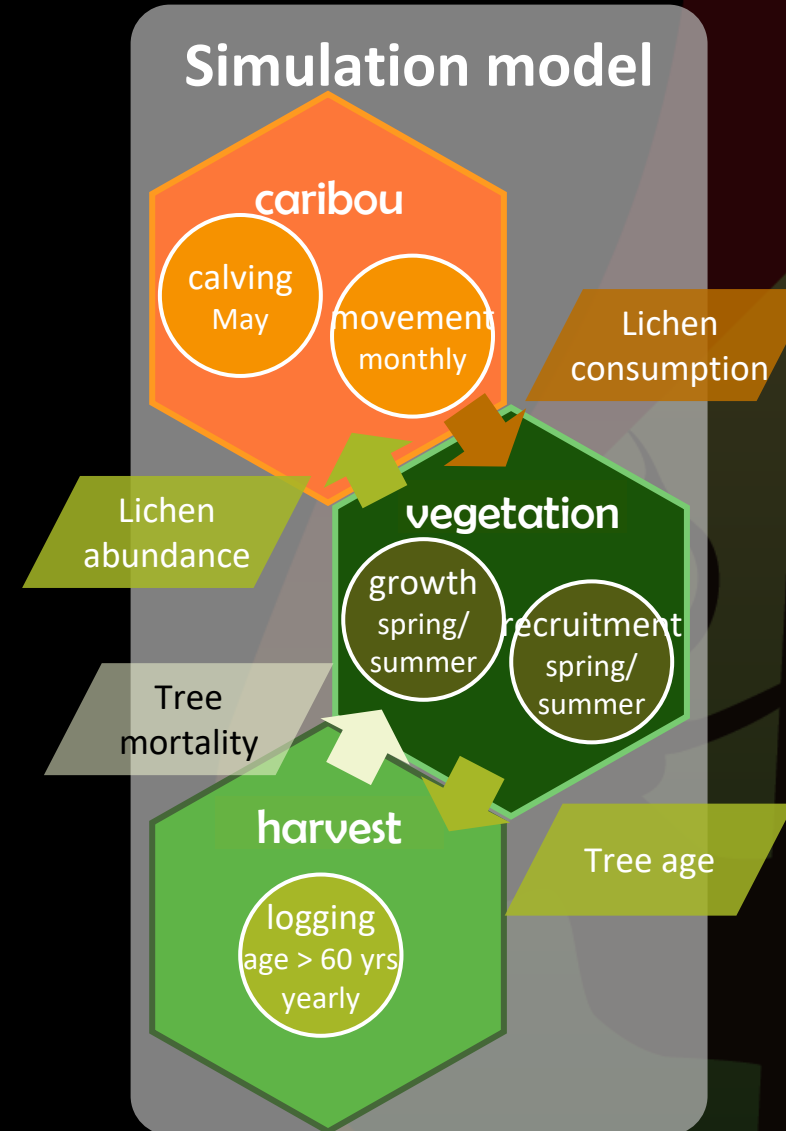 Simulation model
caribou
calving
May
movement
monthly
Lichen
consumption
Lichen
abundance
vegetation
growth
spring/
summer
recruitment
spring/
summer
Tree
mortality
harvest
Tree age
logging
age > 60 yrs
yearly